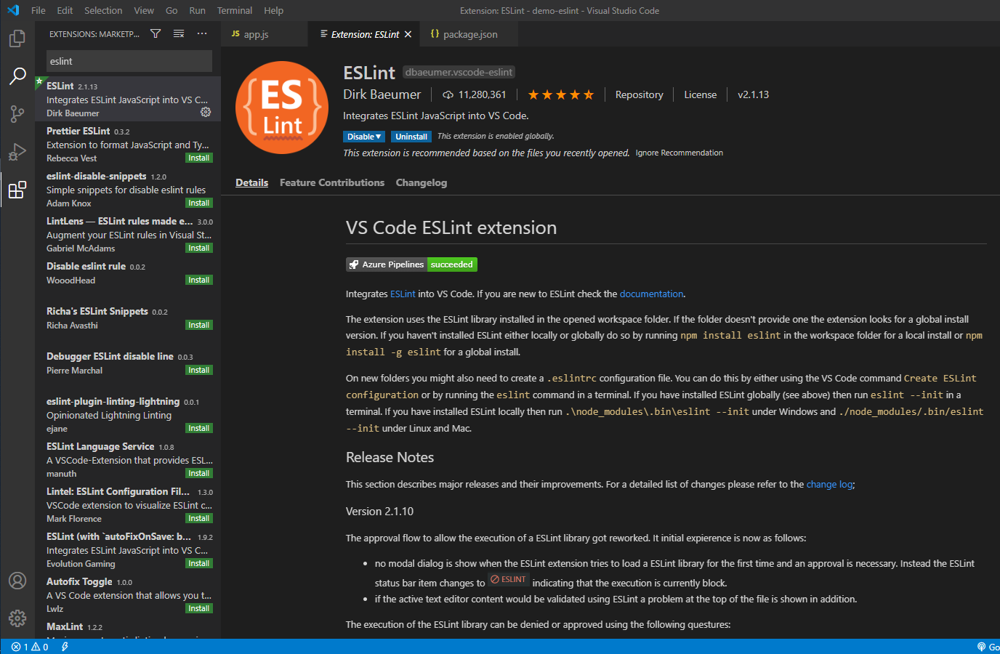 File Edit Selection View Go Run Terminal Help
Extension: ESLint - demo-eslint - Visual Studio Code
EXTENSIONS: MARKETP...
eslint
ESLint 2.1.13
Integrates ESLint JavaScript into VS C...
Dirk Baeumer
Prettier ESLint 0.3.2
Extension to format JavaScript and Ty...
Rebecca Vest Install
eslint-disable-snippets 1.2.0
Simple snippets for disable eslint rules
Adam Knox Install
LintLens — ESLint rules made e... 3.0.0
Augment your ESLint rules in Visual St...
Gabriel McAdams Install
Disable eslint rule 0.0.2
WooodHead Install
Richa's ESLint Snippets 0.0.2
Richa Avasthi Install
Debugger ESLint disable line 0.0.3
Pierre Marchal Install
eslint-plugin-linting-lightning 0.0.1
Opinionated Lightning Linting
ejane Install
ESLint Language Service 1.0.8
A VSCode-Extension that provides ESL...
manuth Install
Lintel: ESLint Configuration Fil... 1.3.0
VSCode extension to visualize ESLint c...
Mark Florence Install
ESLint (with `autoFixOnSave: b... 1.9.2
Integrates ESLint JavaScript into VS C...
Evolution Gaming Install
Autofix Toggle 1.0.0
A VS Code extension that allows you t...
Lwlz Install
MaxLint 1.2.2
JS app.js
Extension: ESLint
{} package.json
{ES}
Lint
ESLint dbaeumer.vscode-eslint
Dirk Baeumer 11,280,361 Repository License v2.1.13
Integrates ESLint JavaScript into VS Code.
Disable Uninstall This extension is enabled globally.
This extension is recommended based on the files you recently opened. Ignore Recommendation
Details Feature Contributions Changelog
VS Code ESLint extension
Azure Pipelines succeeded
Integrates ESLint into VS Code. If you are new to ESLint check the documentation.
The extension uses the ESLint library installed in the opened workspace folder. If the folder doesn't provide one the extension looks for a global install
version. If you haven't installed ESLint either locally or globally do so by running npm install eslint in the workspace folder for a local install or npm
install -g eslint for a global install.
On new folders you might also need to create a .eslintrc configuration file. You can do this by either using the VS Code command Create ESLint
configuration or by running the eslint command in a terminal. If you have installed ESLint globally (see above) then run eslint --init in a
terminal. If you have installed ESLint locally then run .\node_modules\.bin\eslint --init under Windows and ./node_modules/.bin/eslint
--init under Linux and Mac.
Release Notes
This section describes major releases and their improvements. For a detailed list of changes please refer to the change log;
Version 2.1.10
The approval flow to allow the execution of a ESLint library got reworked. It initial expierence is now as follows:
• no modal dialog is show when the ESLint extension tries to load a ESLint library for the first time and an approval is necessary. Instead the ESLint
status bar item changes to ESLINT indicating that the execution is currently block.
• if the active text editor content would be validated using ESLint a problem at the top of the file is shown in addition.
The execution of the ESLint library can be denied or approved using the following questures:
1 0
Go